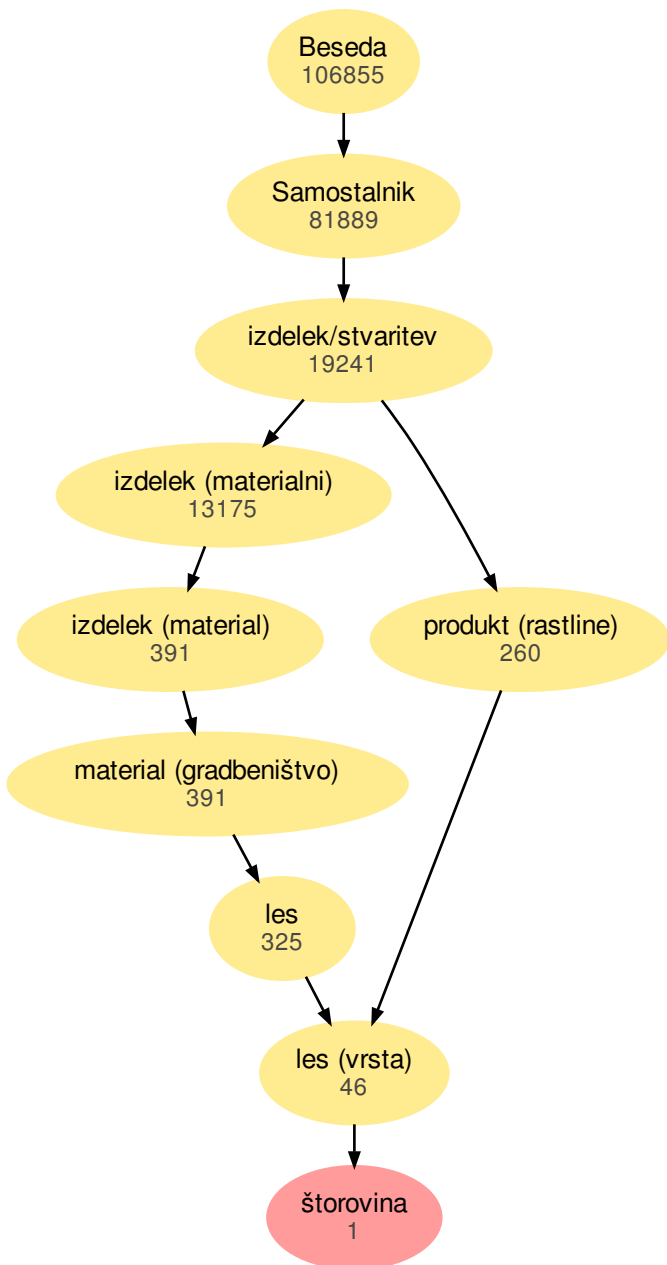 Beseda
106855
Samostalnik
81889
izdelek/stvaritev
19241
izdelek (materialni)
13175
izdelek (material)
391
produkt (rastline)
260
material (gradbeništvo)
391
les
325
les (vrsta)
46
štorovina
1